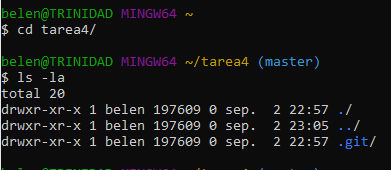 belen@TRINIDAD MINGW64 ~
$ cd tarea4/
belen@TRINIDAD MINGW64 ~/tarea4 (master)
$ ls -la
total 20
drwxr-xr-x 1 belen 197609 0 sep.  2 22:57 ./
drwxr-xr-x 1 belen 197609 0 sep.  2 23:05 ../
drwxr-xr-x 1 belen 197609 0 sep.  2 22:57 .git/